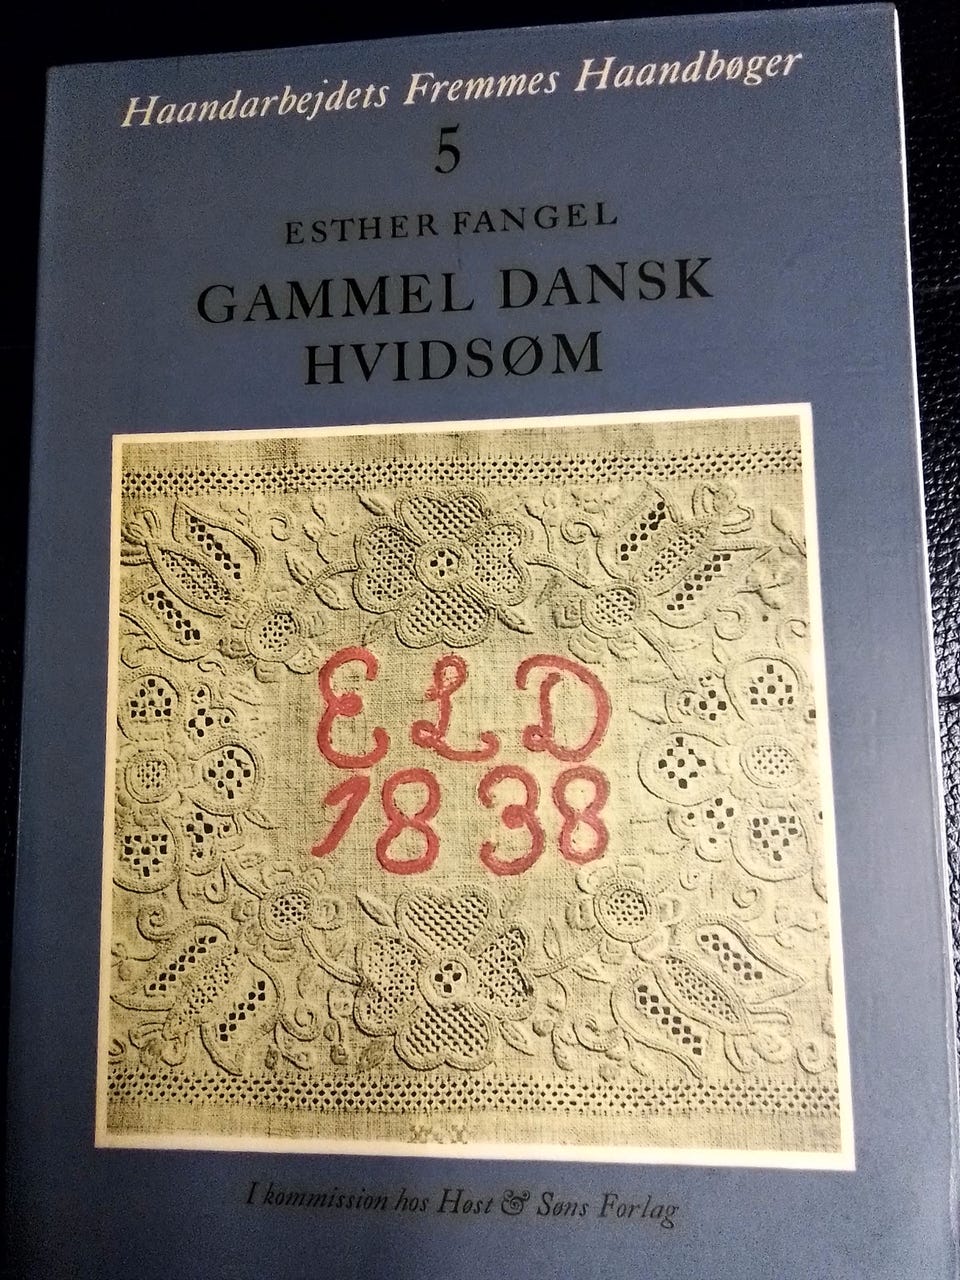 Haandarbejdets Fremmes Haandbøger
5
ESTHER FANGEL
GAMMEL DANSK
HVIDSØM
ELD
1838
I kommission hos Høst & Søns Forlag